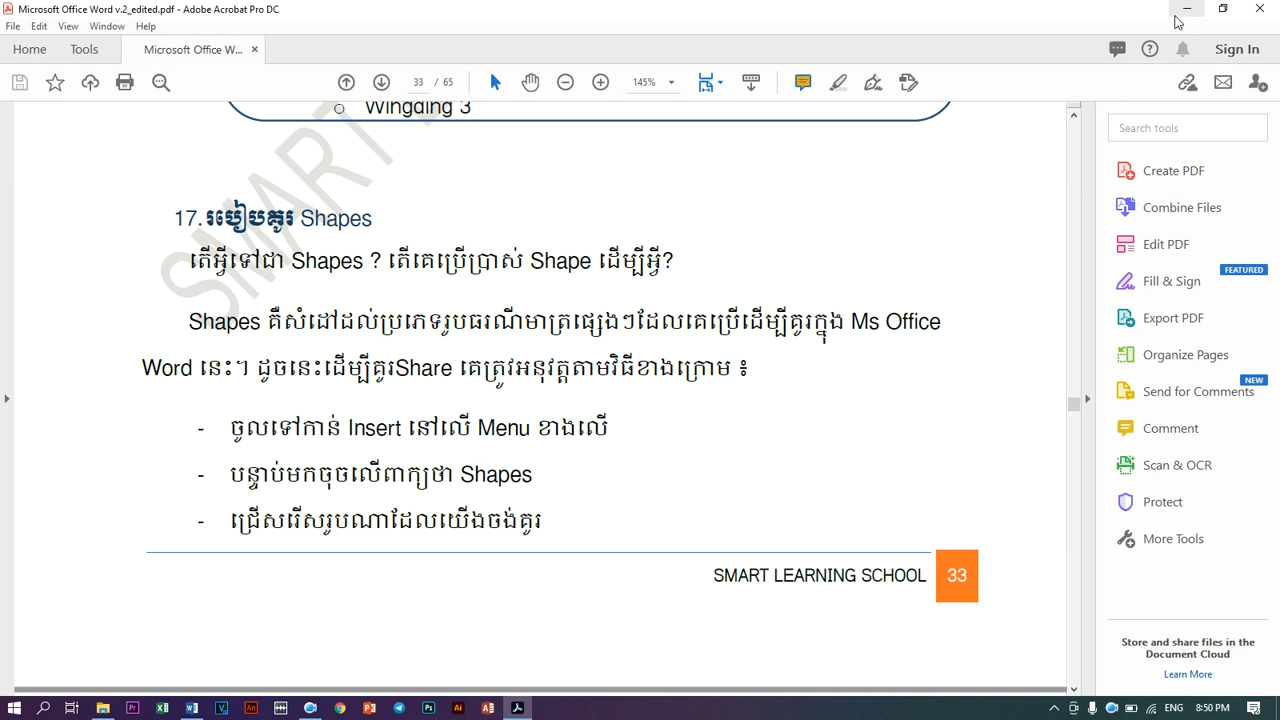 Microsoft Office Word v.2_edited.pdf - Adobe Acrobat Pro DC
File Edit View Window Help
Home Tools Microsoft Office W... Sign In
33 / 65 145%
Wingding 3
SMART
17. របៀបគូរ Shapes
តើអ្វីទៅជា Shapes ? តើគេប្រើប្រាស់ Shape ដើម្បីអ្វី?
Shapes គឺសំដៅដល់ប្រភេទរូបធរណីមាត្រផ្សេងៗដែលគេប្រើដើម្បីគូរក្នុង Ms Office
Word នេះ។ ដូចនេះដើម្បីគូរShare គេត្រូវអនុវត្តតាមវិធីខាងក្រោម ៖
- ចូលទៅកាន់ Insert នៅលើ Menu ខាងលើ
- បន្ទាប់មកចុចលើពាក្យថា Shapes
- ជ្រើសរើសរូបណាដែលយើងចង់គូរ
SMART LEARNING SCHOOL 33
Search tools
Create PDF
Combine Files
Edit PDF
FEATURED
Fill & Sign
Export PDF
Organize Pages
NEW
Send for Comments
Comment
Scan & OCR
Protect
More Tools
Store and share files in the
Document Cloud
Learn More
ENG 8:50 PM